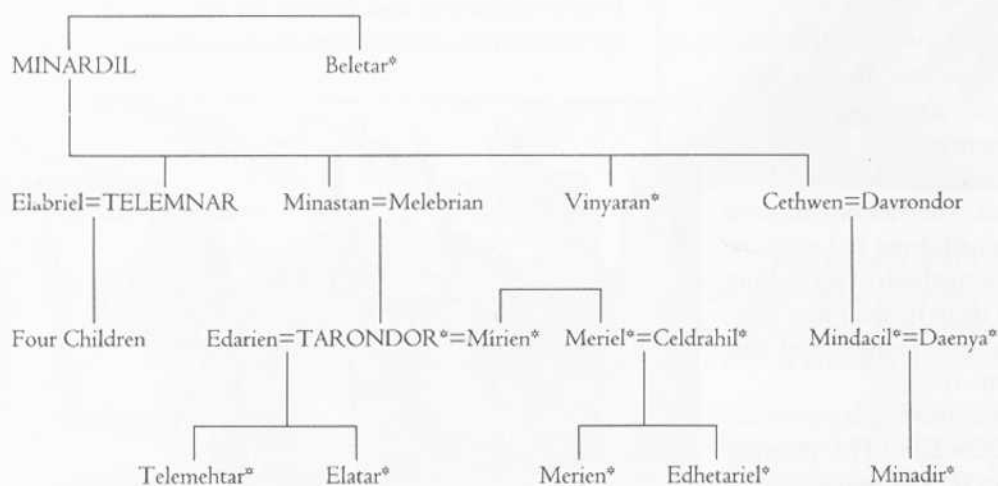 MINARDIL Beletar*
Elabriel=TELEMNAR Minastan=Melebrian Vinyaran* Cethwen=Davrondor
Four Children Edarien=TARONDOR*=Mírien* Meriel*=Celdrahil* Mindacil*=Daenya*
Telemehtar* Elatar* Merien* Edhetariel* Minadir*